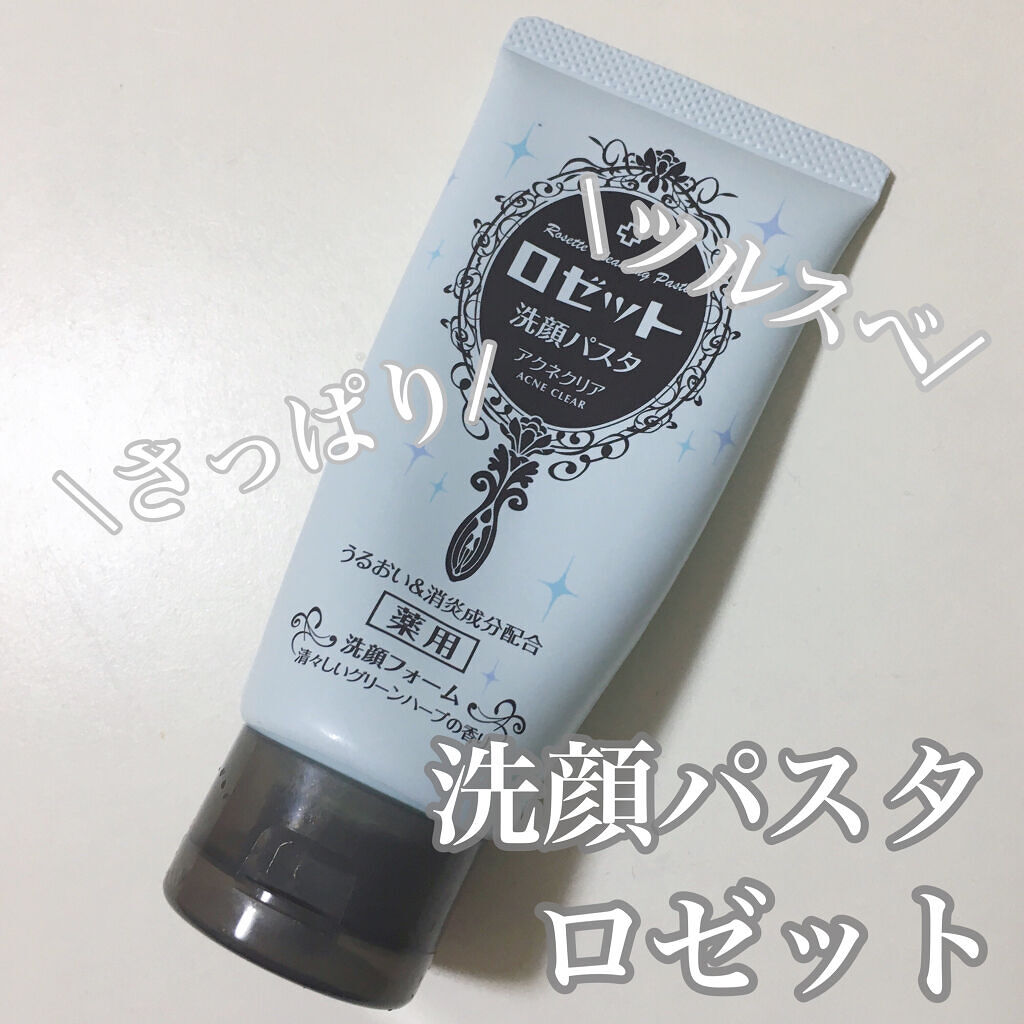 \ツルスベ/
\さっぱり/
Rosette Cleansing Paste
ロゼット
洗顔パスタ
アクネクリア
ACNE CLEAR
うるおい&消炎成分配合
薬用
洗顔フォーム
清々しいグリーンハーブの香り
洗顔パスタ
ロゼット